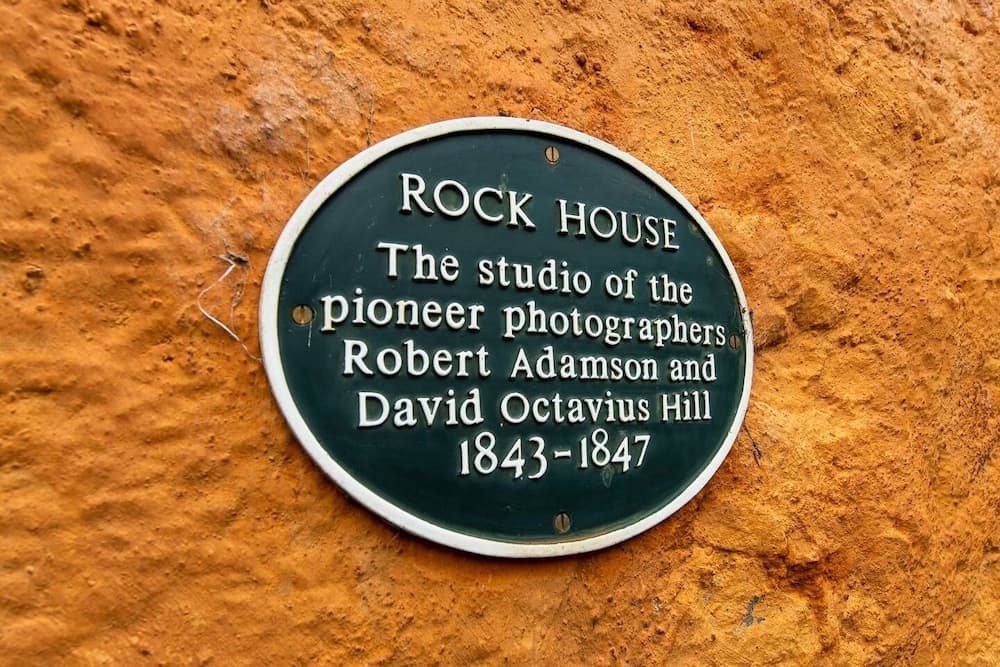 ROCK HOUSE
The studio of the
pioneer photographers
Robert Adamson and
David Octavius Hill
1843-1847